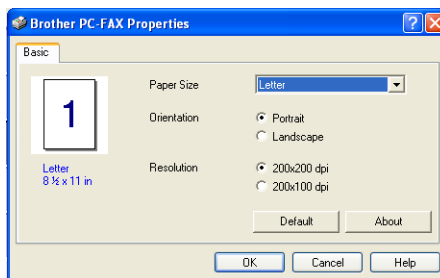 Brother PC-FAX Properties
Basic
1
Letter
8 ½ x 11 in
Paper Size
Letter
Orientation
Portrait
Landscape
Resolution
200x200 dpi
200x100 dpi
Default
About
OK
Cancel
Help